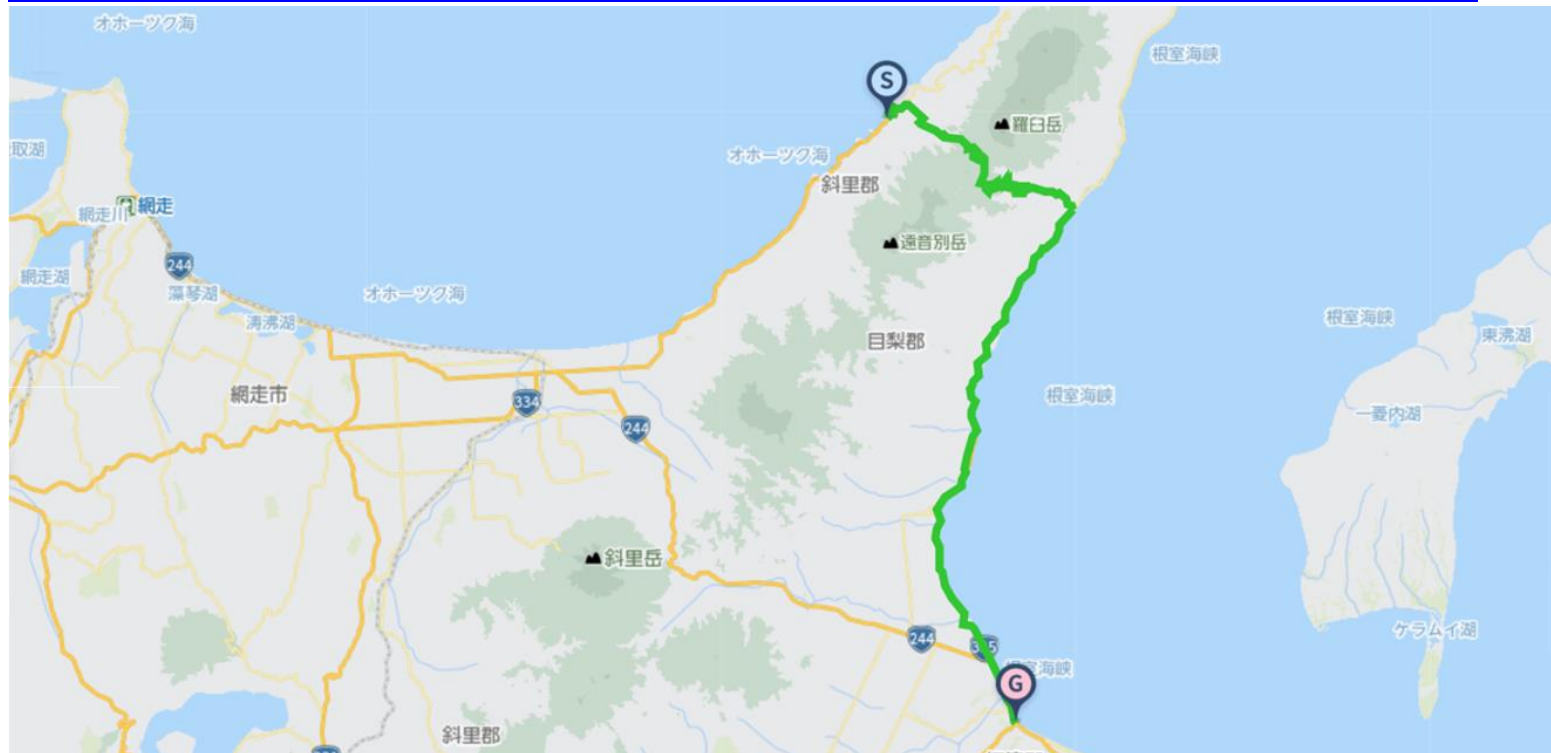 オホーツク海
根室海峡
S
羅臼岳
取湖
オホーツク海
斜里郡
網走
網走川
遠音別岳
244
網走湖
藻琴湖
オホーツク海
濤沸湖
根室海峡
東沸湖
目梨郡
網走市
334
根室海峡
一菱内湖
244
斜里岳
ケラムイ湖
244
根室海峡
G
斜里郡